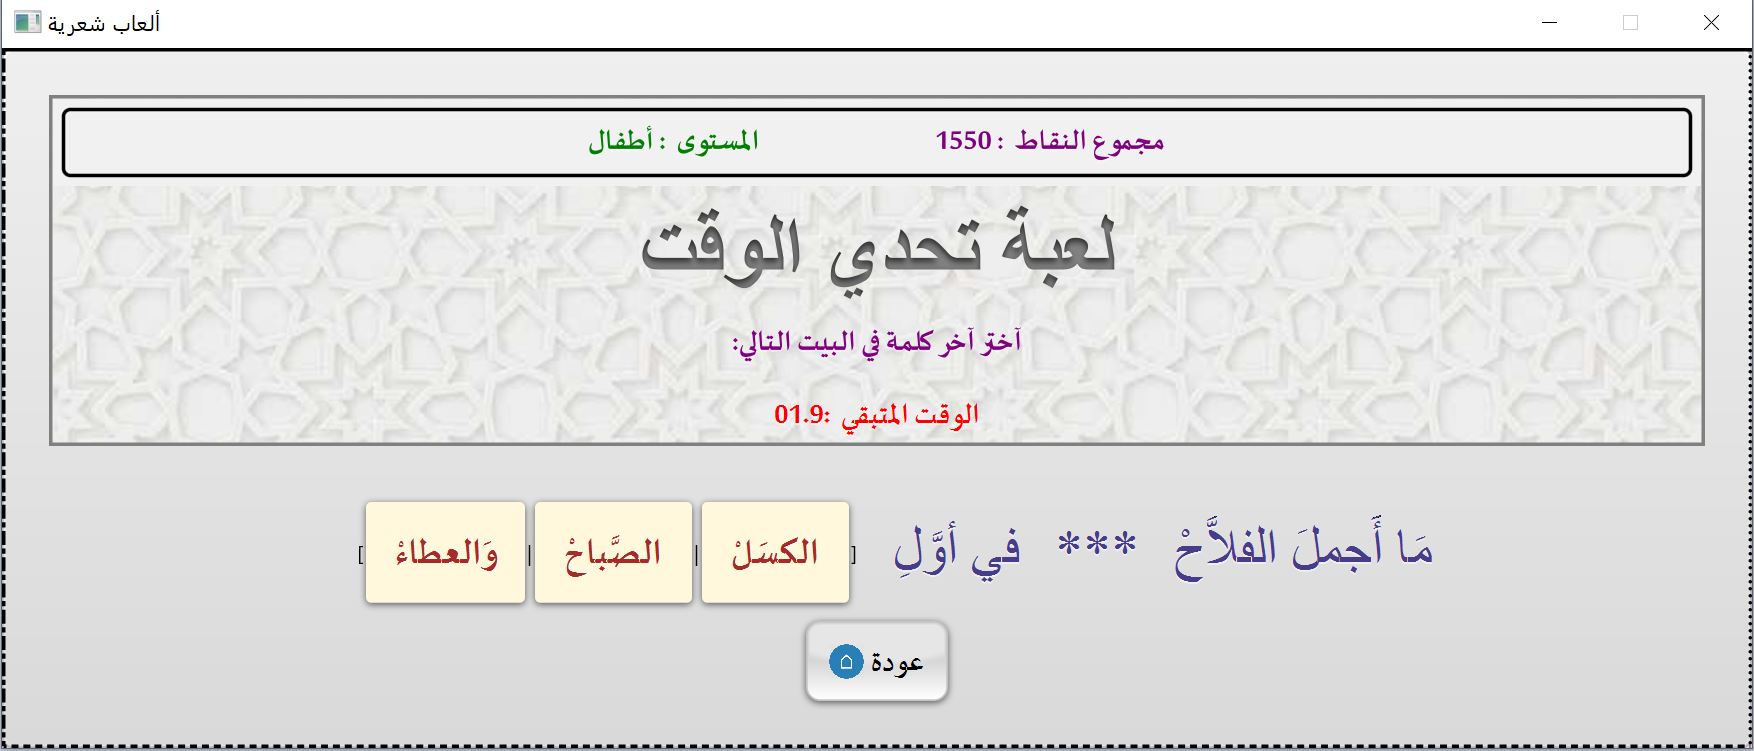 ألعاب شعرية
مجموع النقاط : 1550 المستوى : أطفال
لعبة تحدي الوقت
آختر آخر كلمة في البيت التالي:
الوقت المتبقي :01.9
مَا أَجملَ الفلاَّحْ *** في أوَّلِ [ الكسَلْ | الصَّباحْ | وَالعطاءْ ]
عودة